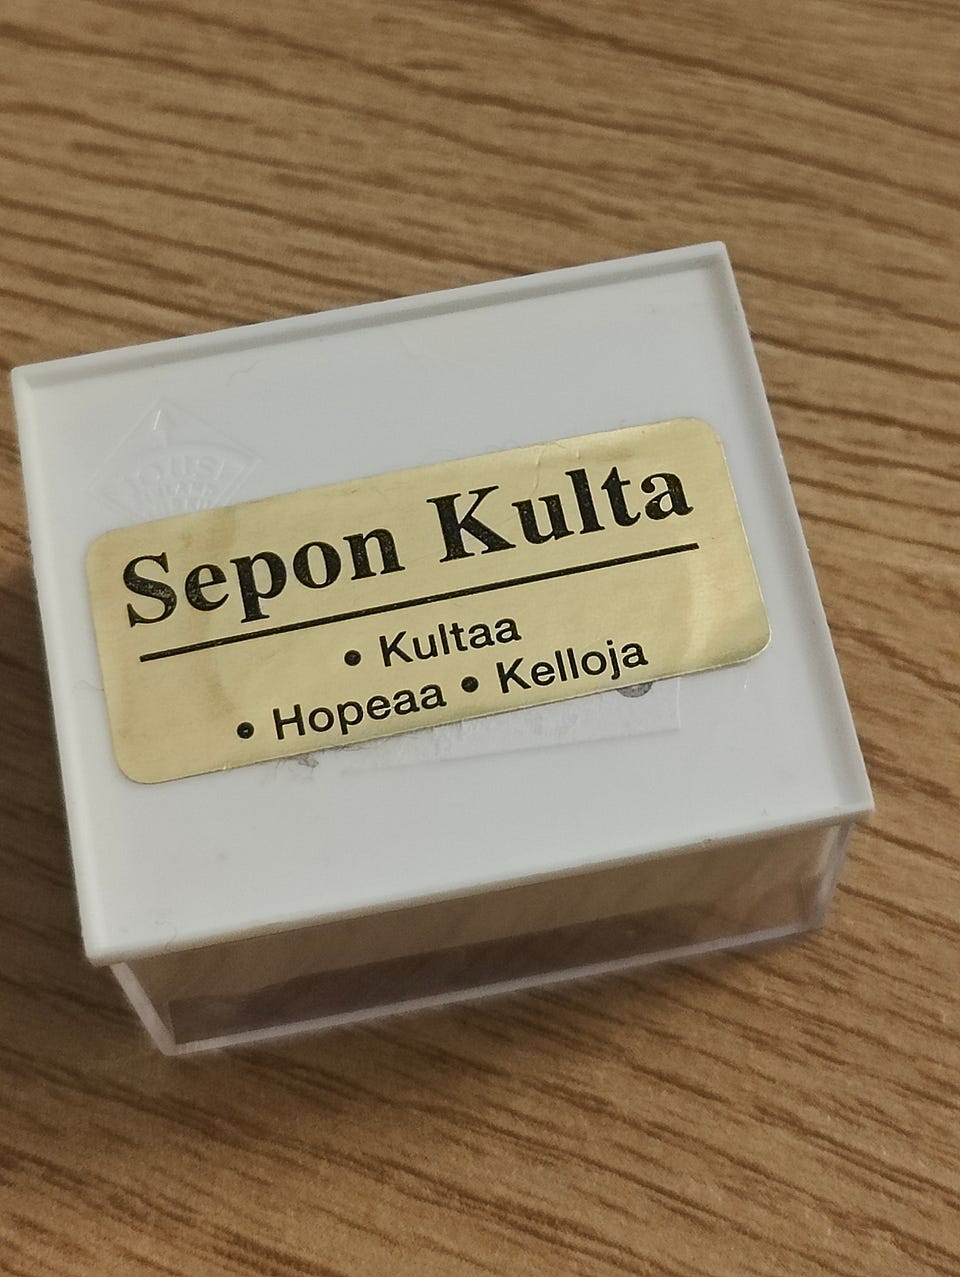 Sepon Kulta
• Kultaa
• Hopeaa • Kelloja